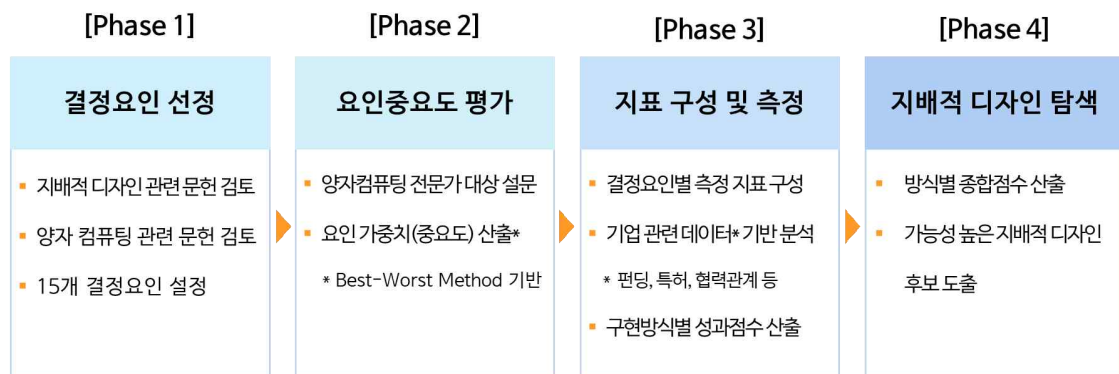 [Phase 1]
결정요인 선정
▪ 지배적 디자인 관련 문헌 검토
▪ 양자 컴퓨팅 관련 문헌 검토
▪ 15개 결정요인 설정
[Phase 2]
요인중요도 평가
▪ 양자컴퓨팅 전문가 대상 설문
▪ 요인 가중치(중요도) 산출*
* Best-Worst Method 기반
[Phase 3]
지표 구성 및 측정
▪ 결정요인별 측정 지표 구성
▪ 기업 관련 데이터* 기반 분석
* 펀딩, 특허, 협력관계 등
▪ 구현방식별 성과점수 산출
[Phase 4]
지배적 디자인 탐색
▪ 방식별 종합점수 산출
▪ 가능성 높은 지배적 디자인
후보 도출